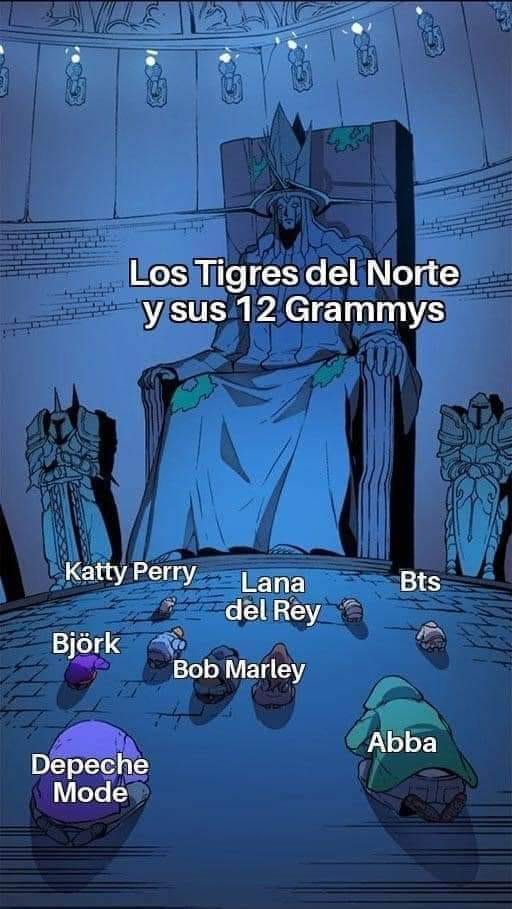 Los Tigres del Norte
y sus 12 Grammys
Katty Perry
Lana
del Rey
Bts
Björk
Bob Marley
Abba
Depeche
Mode